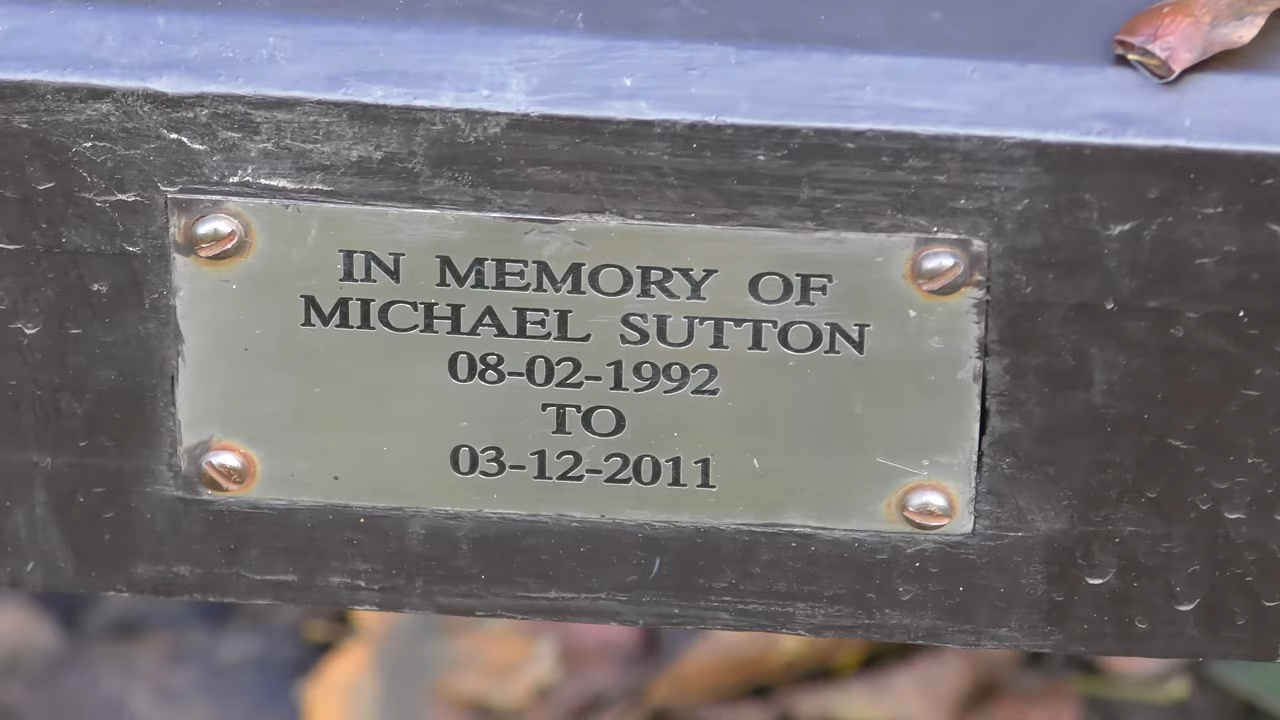 IN MEMORY OF
MICHAEL SUTTON
08-02-1992
TO
03-12-2011